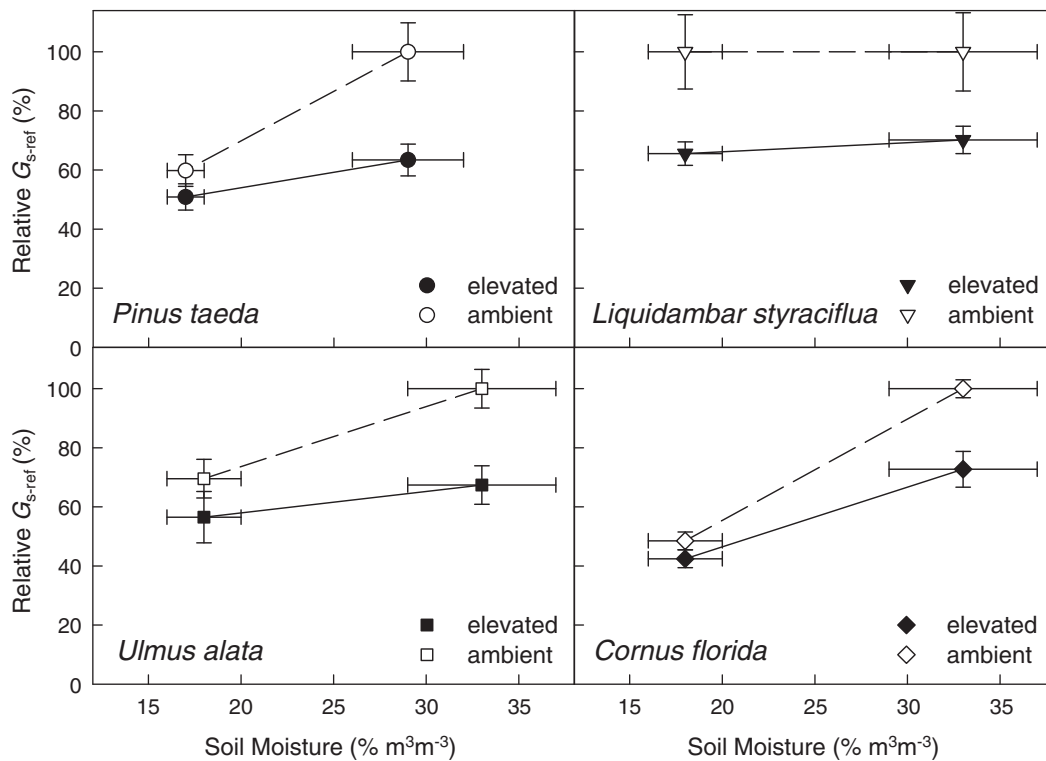 Relative Gs-ref (%)
100
80
60
40
20
0
elevated
ambient
Pinus taeda
elevated
ambient
Liquidambar styraciflua
Relative Gs-ref (%)
100
80
60
40
20
0
elevated
ambient
Ulmus alata
elevated
ambient
Cornus florida
15 20 25 30 35
15 20 25 30 35
Soil Moisture (% m³m⁻³)
Soil Moisture (% m³m⁻³)